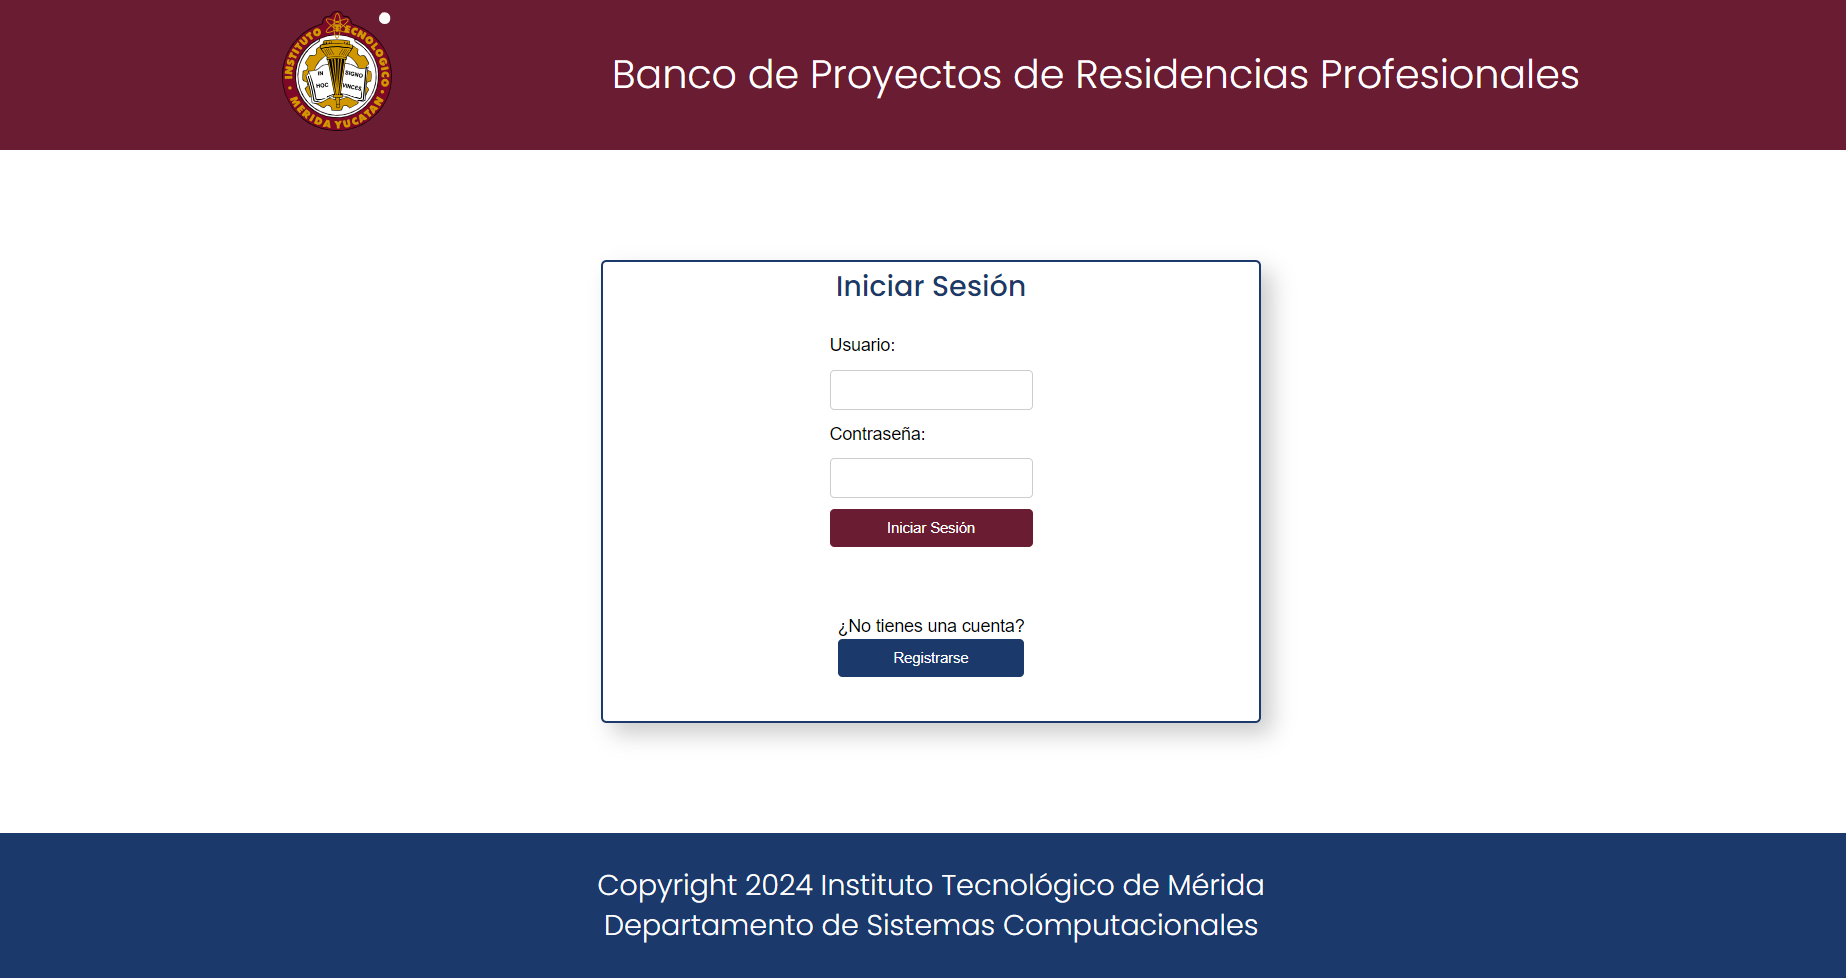 INSTITUTO TECNOLOGICO
IN SIGNO
HOC VINCES
MERIDA YUCATAN
Banco de Proyectos de Residencias Profesionales
Iniciar Sesión
Usuario:
Contraseña:
Iniciar Sesión
¿No tienes una cuenta?
Registrarse
Copyright 2024 Instituto Tecnológico de Mérida
Departamento de Sistemas Computacionales